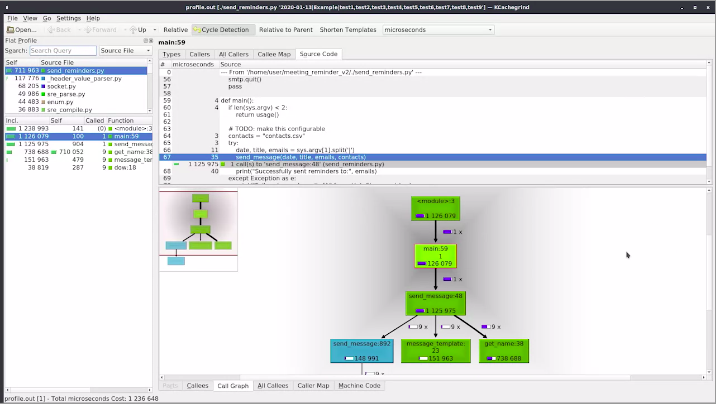 profile.out [./send_reminders.py '2020-01-13|Example|test1,test2,test3,test4,test5,test6,test7,test8,test9'] — KCachegrind
File View Go Settings Help
Open... Back Forward Up Relative Cycle Detection Relative to Parent Shorten Templates microseconds
Flat Profile
Search: Search Query Source File
Self Source File
711 963 send_reminders.py
117 776 _header_value_parser.py
68 205 socket.py
49 986 sre_parse.py
44 483 enum.py
36 883 sre_compile.py
Incl. Self Called Function
1 238 993 141 (0) <module>:3
1 126 079 100 1 main:59
1 125 975 904 1 send_messa
738 688 710 052 9 get_name:38
151 963 479 9 message_tem
38 819 287 9 dow:18
main:59
Types Callers All Callers Callee Map Source Code
# microseconds Source
0 --- From '/home/user/meeting_reminder_v2/./send_reminders.py' ---
56 smtp.quit()
57 pass
58
59 4 def main():
60 4 if len(sys.argv) < 2:
61 return usage()
62
63 # TODO: make this configurable
64 3 contacts = "contacts.csv"
65 3 try:
66 11 date, title, emails = sys.argv[1].split('|')
67 35 send_message(date, title, emails, contacts)
1 125 975 1 call(s) to 'send_message:48' (send_reminders.py)
68 40 print("Successfully sent reminders to:", emails)
69 except Exception as e:
<module>:3
1 126 079
1 x
main:59
1
126 079
1 x
send_message:48
1 125 975
9 x 9 x 9 x
send_message:892
148 991
message_template:
23
151 963
get_name:38
738 688
Parts Callees Call Graph All Callees Caller Map Machine Code
profile.out [1] - Total microseconds Cost: 1 236 648